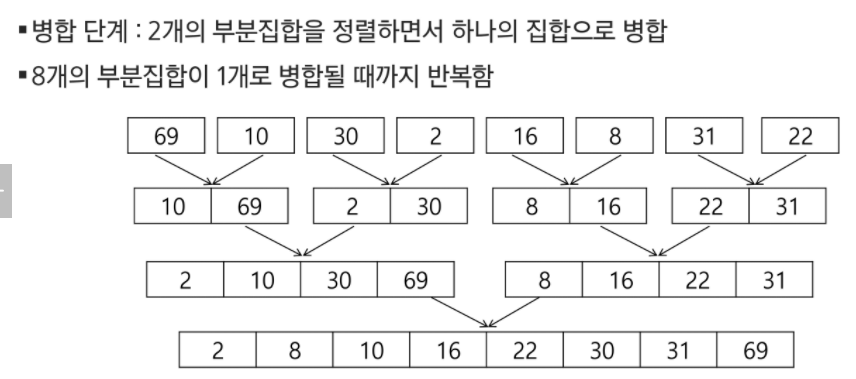 ▪병합 단계 : 2개의 부분집합을 정렬하면서 하나의 집합으로 병합
▪8개의 부분집합이 1개로 병합될 때까지 반복함
69 10 30 2 16 8 31 22
10 69 2 30 8 16 22 31
2 10 30 69 8 16 22 31
2 8 10 16 22 30 31 69